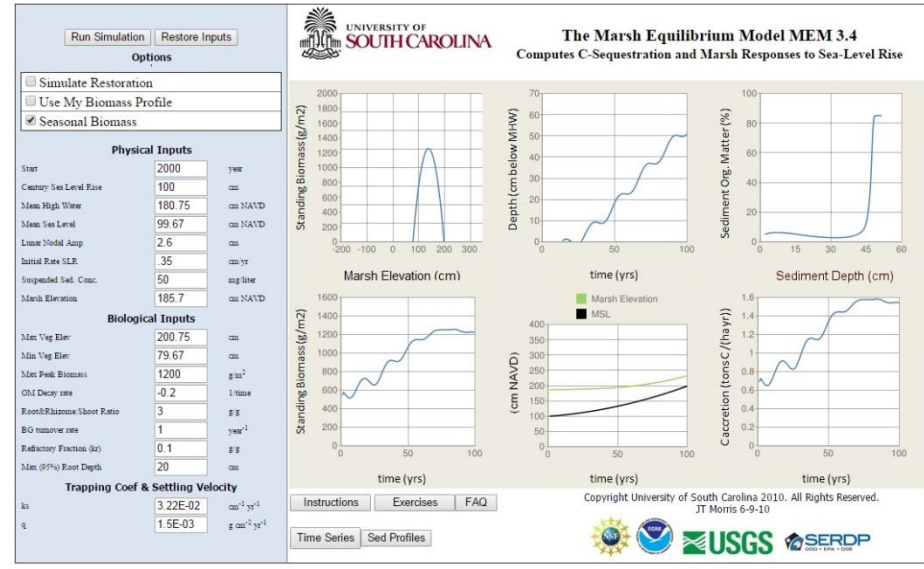 Run Simulation Restore Inputs
Options
Simulate Restoration
Use My Biomass Profile
Seasonal Biomass
Physical Inputs
Start 2000 year
Century Sea Level Rise 100 cm
Mean High Water 180.75 cm NAVD
Mean Sea Level 99.67 cm NAVD
Lunar Nodal Amp 2.6 cm
Initial Rate SLR .35 cm/yr
Suspended Sed. Conc. 50 mg/liter
Marsh Elevation 185.7 cm NAVD
Biological Inputs
Max Veg Elev 200.75 cm
Min Veg Elev 79.67 cm
Max Peak Biomass 1200 g/m2
OM Decay rate -0.2 1/time
Root&Rhizome:Shoot Ratio 3 g/g
BG turnover rate 1 year-1
Refractory Fraction (kr) 0.1 g/g
Max (95%) Root Depth 20 cm
Trapping Coef & Settling Velocity
ks 3.22E-02 cm-1 yr-1
q 1.5E-03 g cm-2 yr-1
UNIVERSITY OF
SOUTH CAROLINA
The Marsh Equilibrium Model MEM 3.4
Computes C-Sequestration and Marsh Responses to Sea-Level Rise
Standing Biomass (g/m2)
2000
1800
1600
1400
1200
1000
800
600
400
200
0
-200 -100 0 100 200 300
Marsh Elevation (cm)
Depth (cm below MHW)
70
60
50
40
30
20
10
0
0 50 100
time (yrs)
Sediment Org. Matter (%)
100
80
60
40
20
0
0 15 30 45 60
Sediment Depth (cm)
Standing Biomass (g/m2)
1600
1400
1200
1000
800
600
400
200
0
0 50 100
time (yrs)
Marsh Elevation
MSL
(cm NAVD)
400
350
300
250
200
150
100
50
0
0 50 100
time (yrs)
Caccretion (tons C /(ha yr))
1.6
1.4
1.2
1
0.8
0.6
0.4
0.2
0
0 50 100
time (yrs)
Instructions Exercises FAQ
Time Series Sed Profiles
Copyright University of South Carolina 2010. All Rights Reserved.
JT Morris 6-9-10
NSF
NOAA
USGS
SERDP
DOD • EPA • DOE